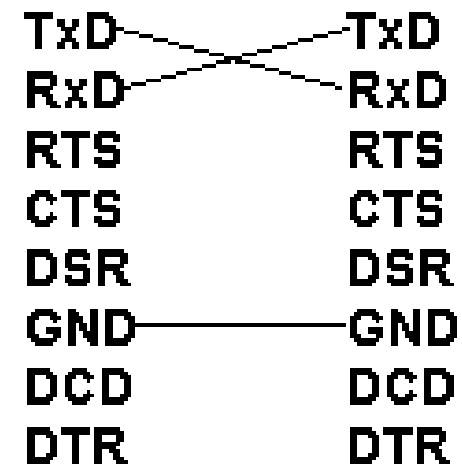 TxD TxD
RxD RxD
RTS RTS
CTS CTS
DSR DSR
GND GND
DCD DCD
DTR DTR